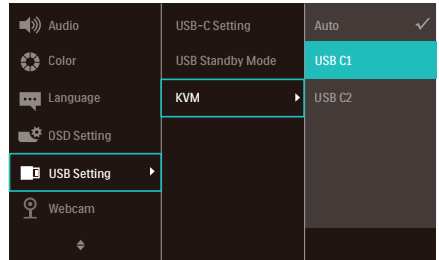 Audio
Color
Language
OSD Setting
USB Setting
Webcam
USB-C Setting
USB Standby Mode
KVM
Auto
USB C1
USB C2